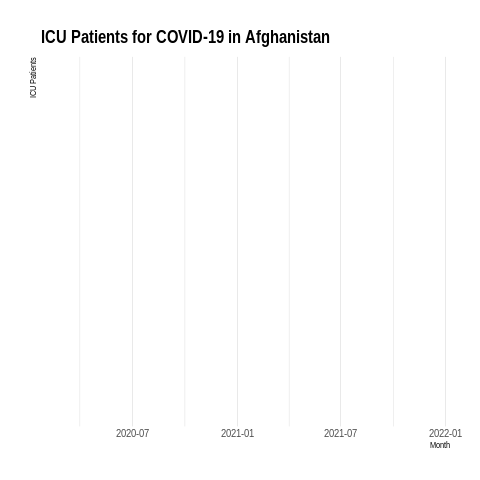 ICU Patients for COVID-19 in Afghanistan
ICU Patients
2020-07
2021-01
2021-07
2022-01
Month